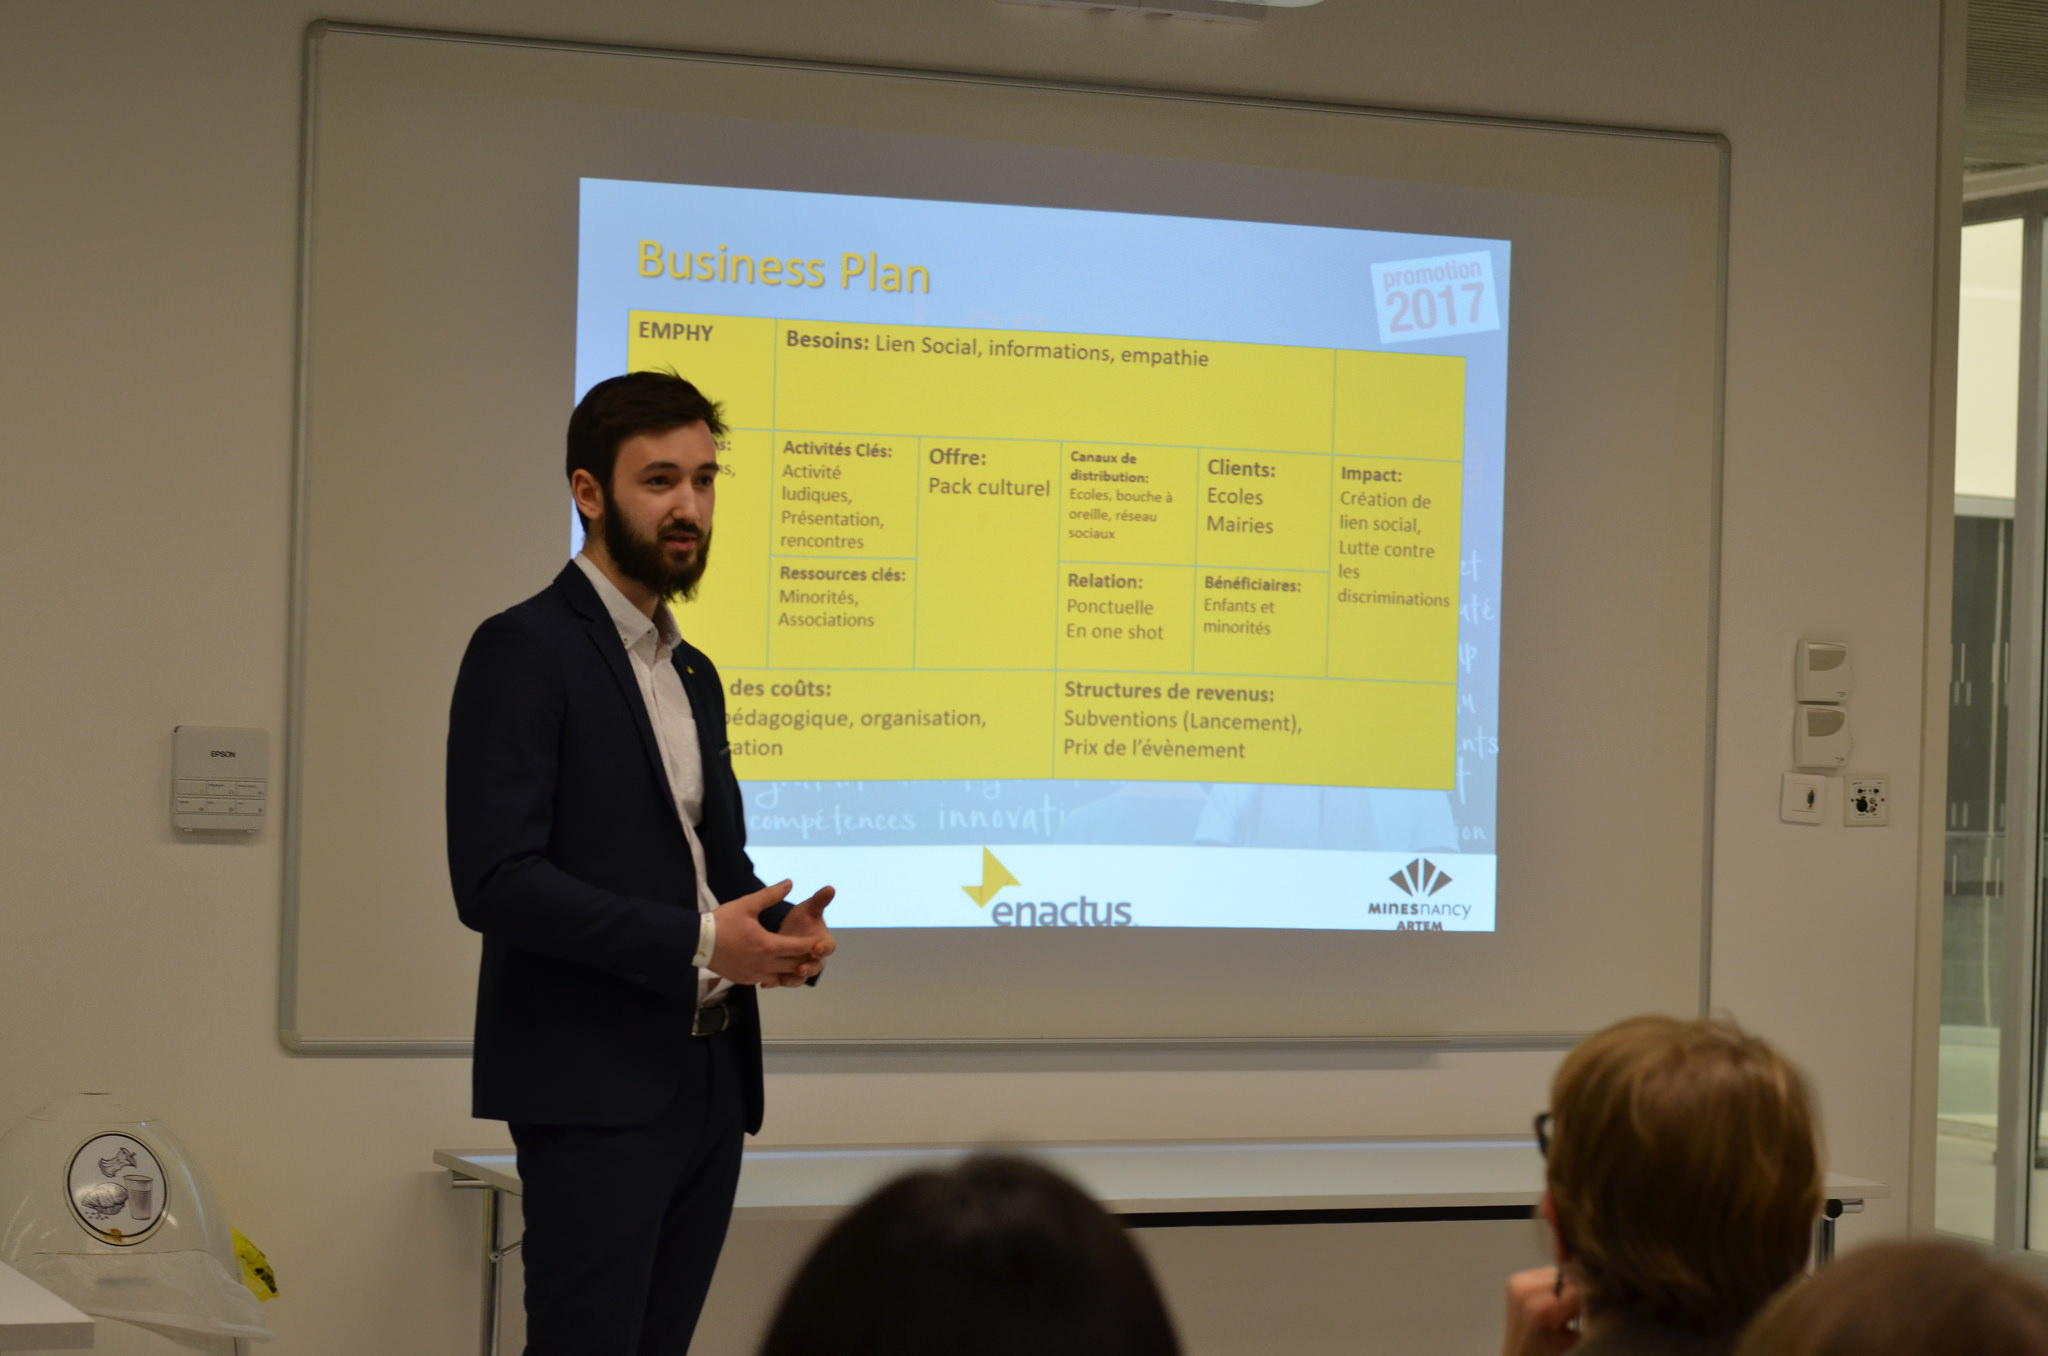 Business Plan
promotion
2017
EMPHY
Besoins: Lien Social, informations, empathie
Activités Clés:
Activité
ludiques,
Présentation,
rencontres
Ressources clés:
Minorités,
Associations
Offre:
Pack culturel
Canaux de
distribution:
Ecoles, bouche à
oreille, réseau
sociaux
Relation:
Ponctuelle
En one shot
Clients:
Ecoles
Mairies
Bénéficiaires:
Enfants et
minorités
Impact:
Création de
lien social,
Lutte contre
les
discriminations
des coûts:
pédagogique, organisation,
Structures de revenus:
Subventions (Lancement),
Prix de l'évènement
compétences innovati
enactus.
MINESNANCY
ARTEM
EPSON